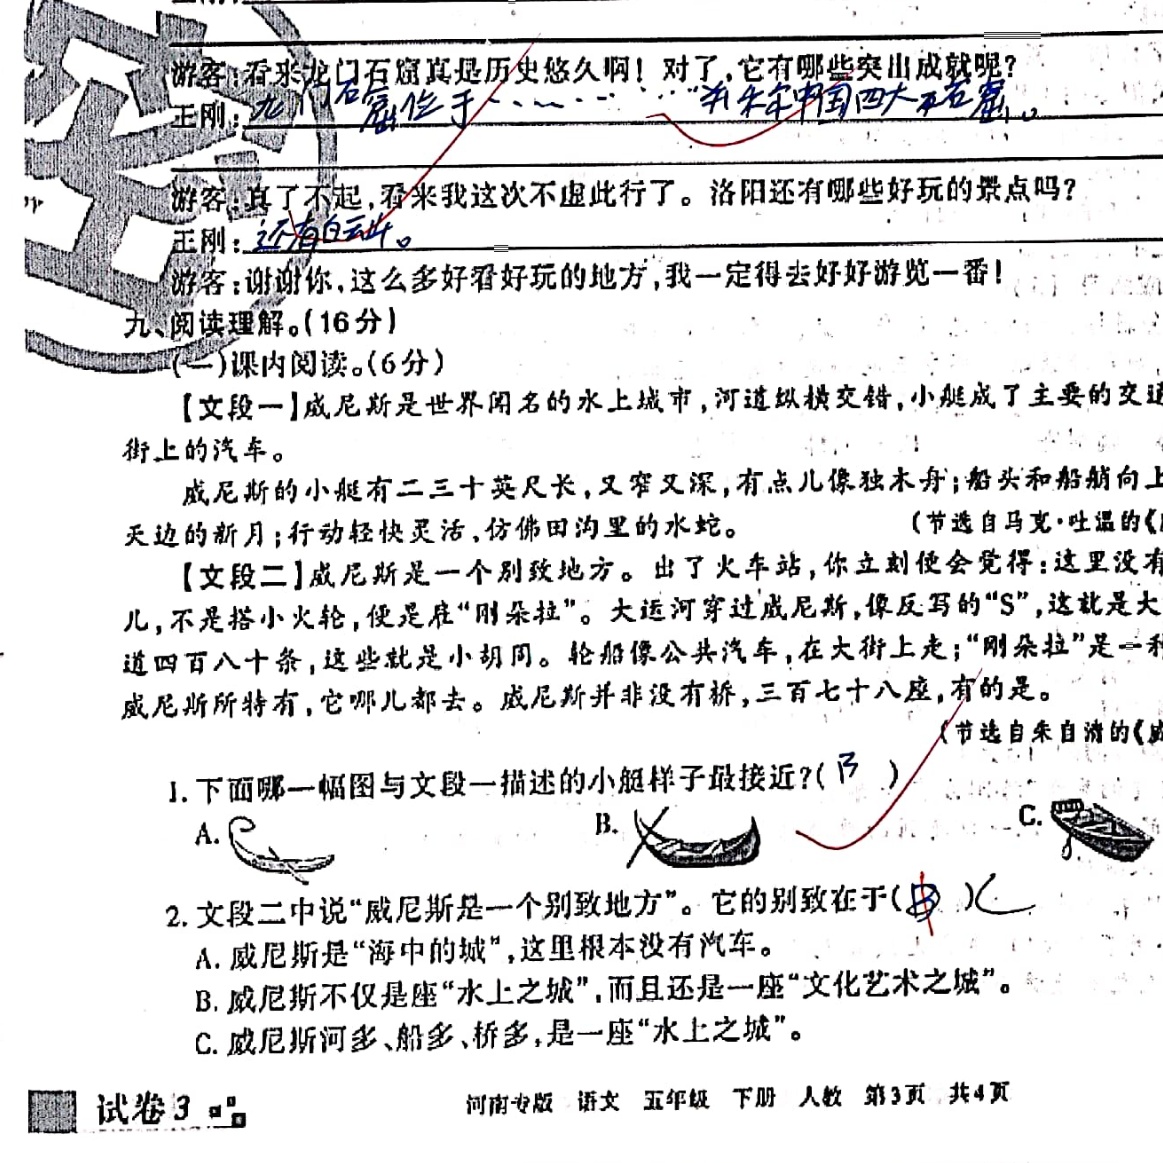 游客:看来龙门石窟真是历史悠久啊！对了,它有哪些突出成就呢?
王刚: 龙门石窟位于…… 并称中国四大石窟。
游客:真了不起,看来我这次不虚此行了。洛阳还有哪些好玩的景点吗?
王刚: 还有白云山。
游客:谢谢你,这么多好看好玩的地方,我一定得去好好游览一番!
九、阅读理解。(16分)
(一)课内阅读。(6分)
【文段一】威尼斯是世界闻名的水上城市,河道纵横交错,小艇成了主要的交通
街上的汽车。
威尼斯的小艇有二三十英尺长,又窄又深,有点儿像独木舟;船头和船艄向上
天边的新月;行动轻快灵活,仿佛田沟里的水蛇。
(节选自马克·吐温的《
【文段二】威尼斯是一个别致地方。出了火车站,你立刻便会觉得:这里没有
儿,不是搭小火轮,便是雇“刚朵拉”。大运河穿过威尼斯,像反写的“S”,这就是大
道四百八十条,这些就是小胡同。轮船像公共汽车,在大街上走;“刚朵拉”是一种
威尼斯所特有,它哪儿都去。威尼斯并非没有桥,三百七十八座,有的是。
(节选自朱自清的《威
1. 下面哪一幅图与文段一描述的小艇样子最接近?( B )
A. B. C.
2. 文段二中说“威尼斯是一个别致地方”。它的别致在于( B )C
A. 威尼斯是“海中的城”,这里根本没有汽车。
B. 威尼斯不仅是座“水上之城”,而且还是一座“文化艺术之城”。
C. 威尼斯河多、船多、桥多,是一座“水上之城”。
试卷3
河南专版 语文 五年级 下册 人教 第3页 共4页